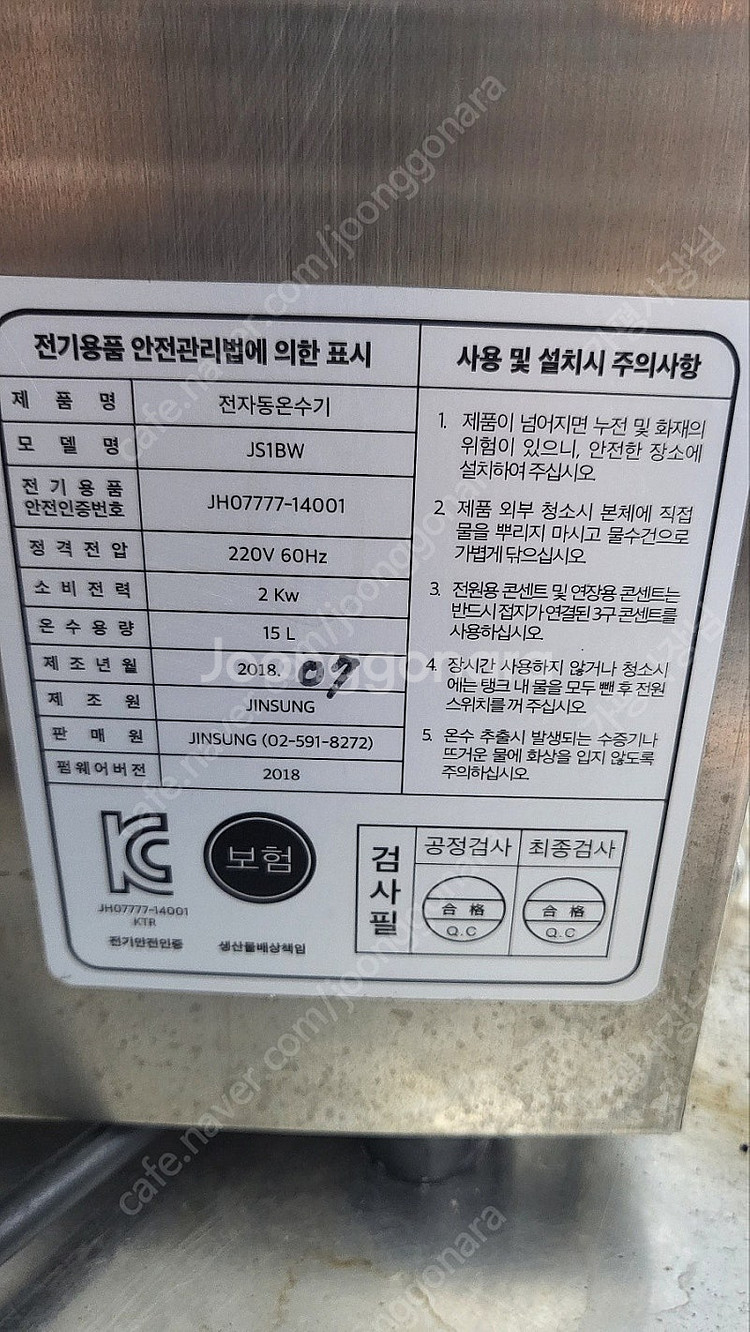 전기용품 안전관리법에 의한 표시
제 품 명 전자동온수기
모 델 명 JS1BW
전 기 용 품
안전인증번호 JH07777-14001
정 격 전 압 220V 60Hz
소 비 전 력 2 Kw
온 수 용 량 15 L
제 조 년 월 2018. 07
제 조 원 JINSUNG
판 매 원 JINSUNG (02-591-8272)
펌웨어버전 2018
사용 및 설치시 주의사항
1. 제품이 넘어지면 누전 및 화재의
위험이 있으니, 안전한 장소에
설치하여 주십시오
2 제품 외부 청소시 본체에 직접
물을 뿌리지 마시고 물수건으로
가볍게 닦으십시오
3. 전원용 콘센트 및 연장용 콘센트는
반드시 접지가 연결된 3구 콘센트를
사용하십시오.
4. 장시간 사용하지 않거나 청소시
에는 탱크 내 물을 모두 뺀 후 전원
스위치를 꺼 주십시오
5. 온수 추출시 발생되는 수증기나
뜨거운 물에 화상을 입지 않도록
주의하십시오.
KC
JH07777-14001
KTR
전기안전인증
보험
생산물배상책임
검사필
공정검사 최종검사
合 格 合 格
Q.C Q.C
Joonggonara
cafe.naver.com/joonggonara
cafe.naver.com/joonggonara
joonggonara